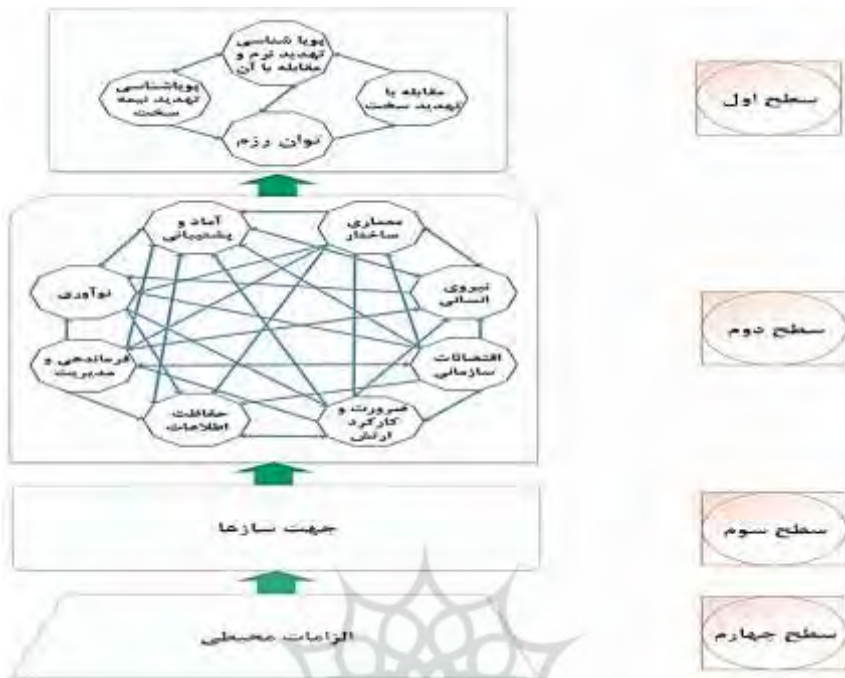 پویا شناسی
تهدید نرم و
مقابله با آن
مقابله با
تهدید سخت
پویاشناسی
تهدید نیمه
سخت
توان رزم
سطح اول
معماری
ساختار
آماد و
پشتیبانی
نیروی
انسانی
نوآوری
اقتضائات
سازمانی
فرماندهی و
مدیریت
ضرورت و
کارکرد
ارتش
حفاظت
اطلاعات
سطح دوم
جهت سازها
سطح سوم
الزامات محیطی
سطح چهارم